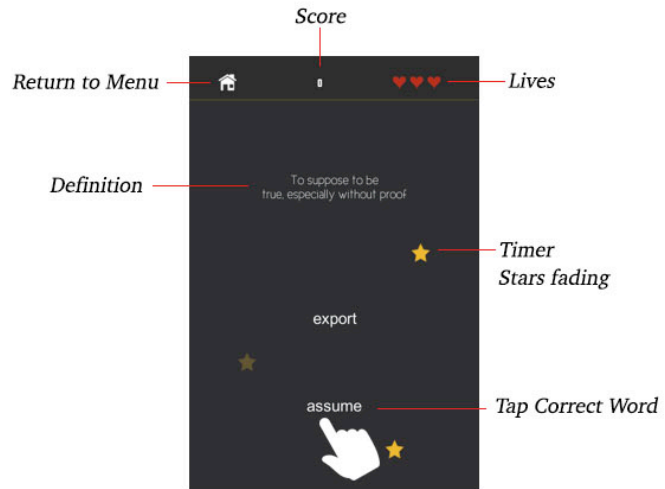 Score
Return to Menu
0
Lives
Definition
To suppose to be
true, especially without proof
Timer
Stars fading
export
assume
Tap Correct Word